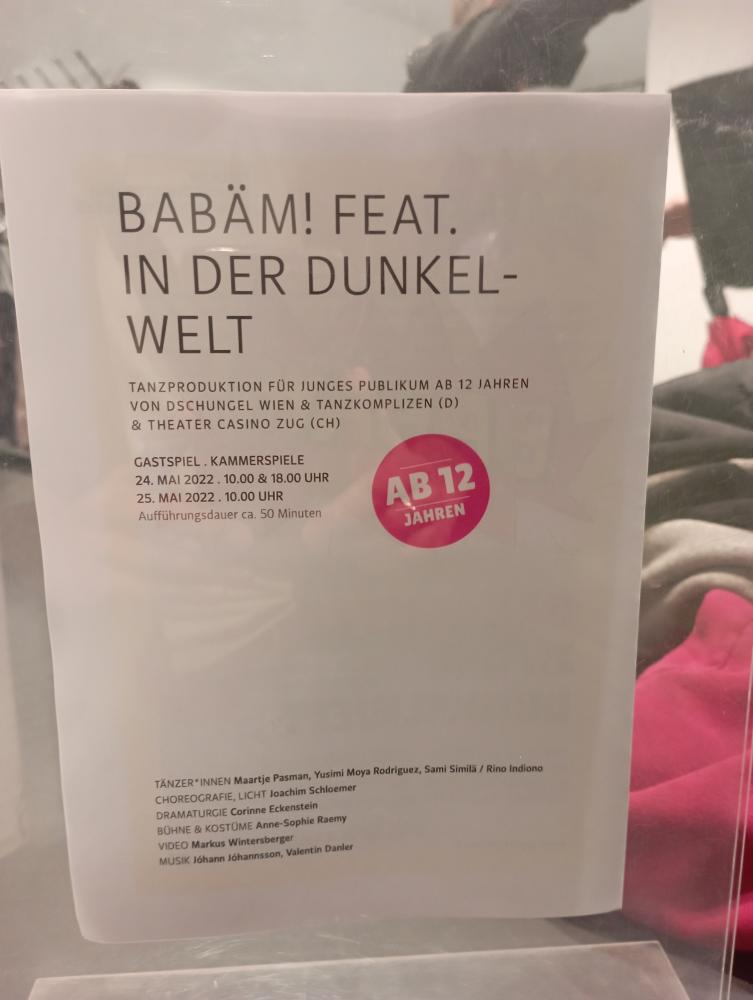 BABÄM! FEAT.
IN DER DUNKEL-
WELT
TANZPRODUKTION FÜR JUNGES PUBLIKUM AB 12 JAHREN
VON DSCHUNGEL WIEN & TANZKOMPLIZEN (D)
& THEATER CASINO ZUG (CH)
GASTSPIEL . KAMMERSPIELE
24. MAI 2022 . 10.00 & 18.00 UHR
25. MAI 2022 . 10.00 UHR
Aufführungsdauer ca. 50 Minuten
AB 12
JAHREN
TÄNZER*INNEN Maartje Pasman, Yusimi Moya Rodriguez, Sami Similä / Rino Indiono
CHOREOGRAFIE, LICHT Joachim Schloemer
DRAMATURGIE Corinne Eckenstein
BÜHNE & KOSTÜME Anne-Sophie Raemy
VIDEO Markus Wintersberger
MUSIK Jóhann Jóhannsson, Valentin Danler